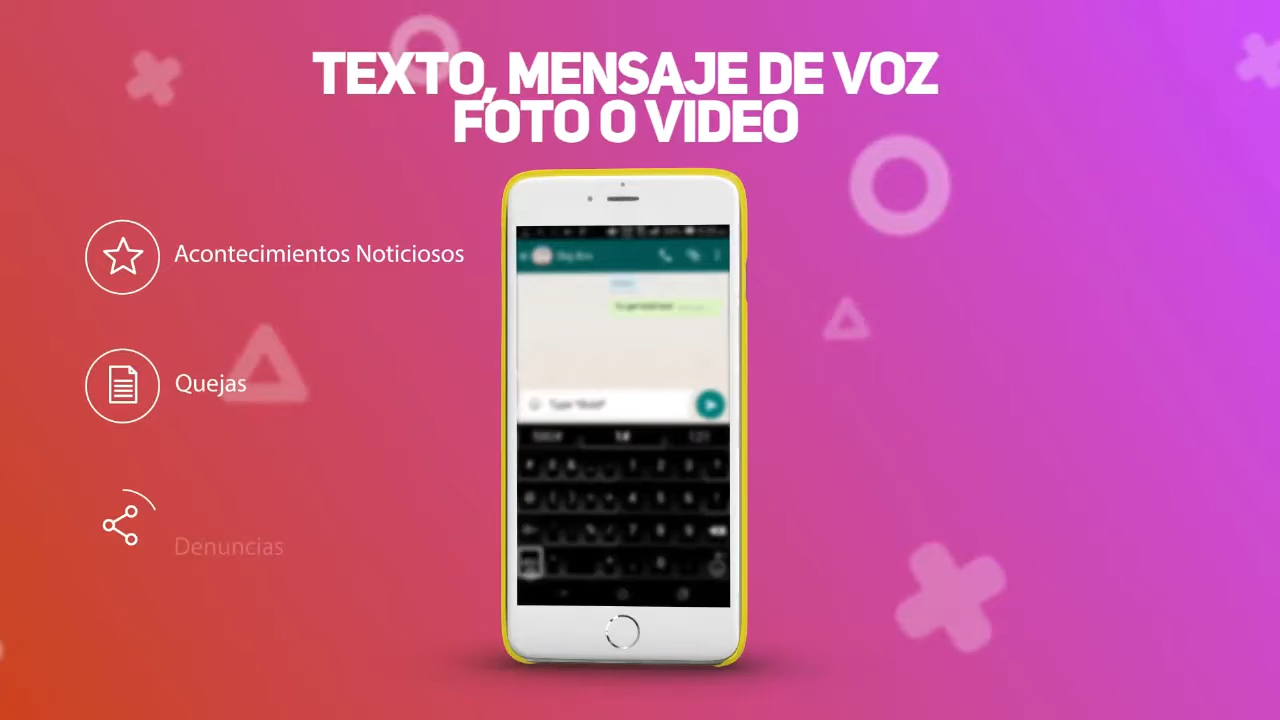 TEXTO, MENSAJE DE VOZ
FOTO O VIDEO
Acontecimientos Noticiosos
Quejas
Denuncias